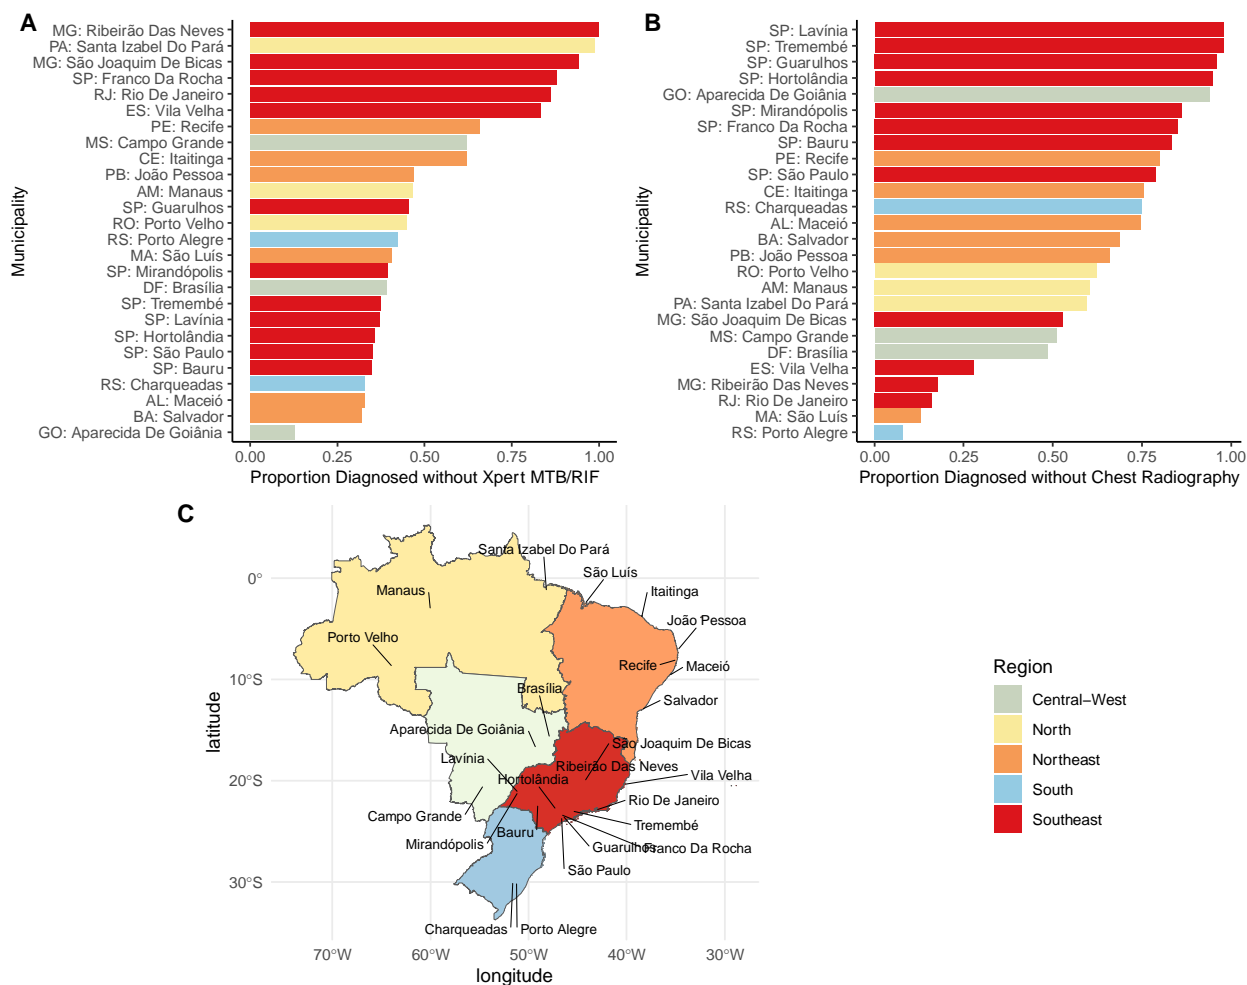 A
MG: Ribeirão Das Neves
PA: Santa Izabel Do Pará
MG: São Joaquim De Bicas
SP: Franco Da Rocha
RJ: Rio De Janeiro
ES: Vila Velha
PE: Recife
MS: Campo Grande
CE: Itaitinga
PB: João Pessoa
AM: Manaus
SP: Guarulhos
RO: Porto Velho
RS: Porto Alegre
MA: São Luís
SP: Mirandópolis
DF: Brasília
SP: Tremembé
SP: Lavínia
SP: Hortolândia
SP: São Paulo
SP: Bauru
RS: Charqueadas
AL: Maceió
BA: Salvador
GO: Aparecida De Goiânia
Municipality
0.00 0.25 0.50 0.75 1.00
Proportion Diagnosed without Xpert MTB/RIF
B
SP: Lavínia
SP: Tremembé
SP: Guarulhos
SP: Hortolândia
GO: Aparecida De Goiânia
SP: Mirandópolis
SP: Franco Da Rocha
SP: Bauru
PE: Recife
SP: São Paulo
CE: Itaitinga
RS: Charqueadas
AL: Maceió
BA: Salvador
PB: João Pessoa
RO: Porto Velho
AM: Manaus
PA: Santa Izabel Do Pará
MG: São Joaquim De Bicas
MS: Campo Grande
DF: Brasília
ES: Vila Velha
MG: Ribeirão Das Neves
RJ: Rio De Janeiro
MA: São Luís
RS: Porto Alegre
Municipality
0.00 0.25 0.50 0.75 1.00
Proportion Diagnosed without Chest Radiography
C
Santa Izabel Do Pará
São Luís
Manaus
Itaitinga
João Pessoa
Porto Velho
Recife
Maceió
Brasília
Salvador
Aparecida De Goiânia
São Joaquim De Bicas
Lavínia
Ribeirão Das Neves
Hortolândia
Vila Velha
Rio De Janeiro
Campo Grande
Tremembé
Bauru
Mirandópolis
Guarulhos
Franco Da Rocha
São Paulo
Charqueadas
Porto Alegre
0°
10°S
20°S
30°S
latitude
70°W 60°W 50°W 40°W 30°W
longitude
Region
Central−West
North
Northeast
South
Southeast